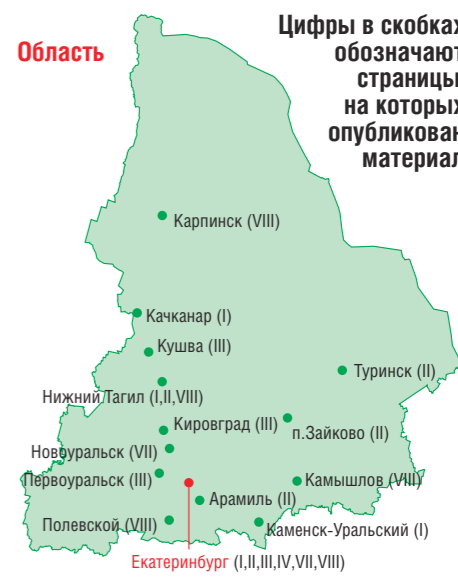 Область
Цифры в скобках
обозначают
страницы,
на которых
опубликован
материал
Карпинск (VIII)
Качканар (I)
Кушва (III)
Туринск (II)
Нижний Тагил (I,II,VIII)
Кировград (III)
п.Зайково (II)
Новоуральск (VII)
Первоуральск (III)
Камышлов (VIII)
Арамиль (II)
Полевской (VIII)
Каменск-Уральский (I)
Екатеринбург (I,II,III,IV,VII,VIII)